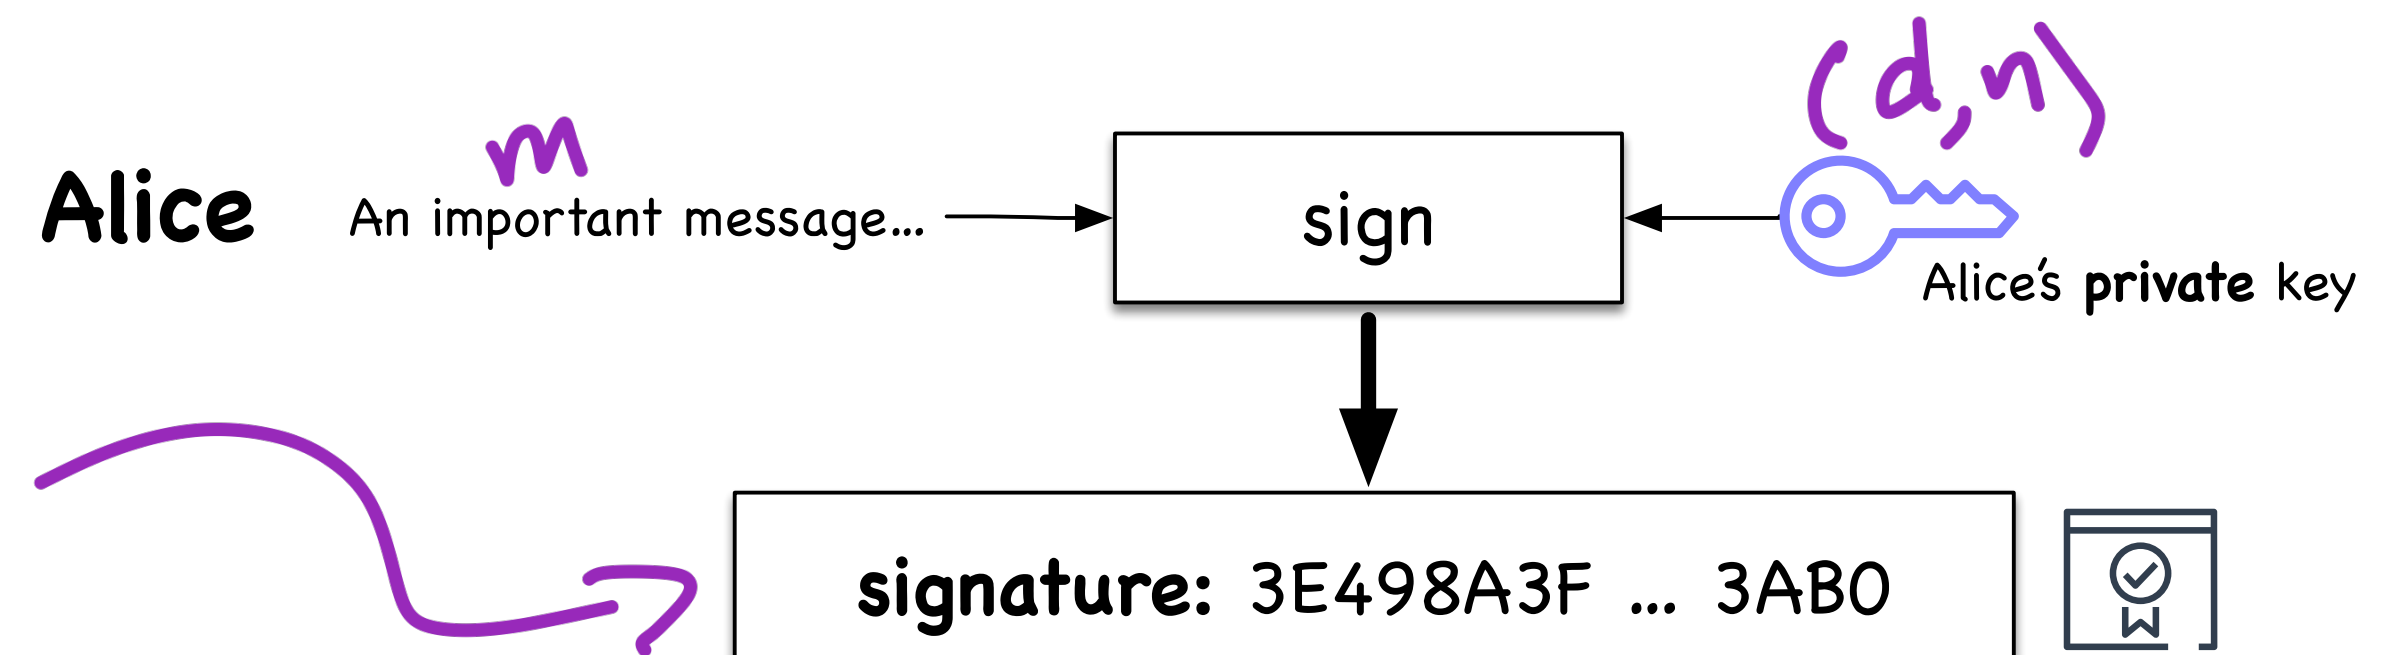 (d,n)
m
Alice An important message... sign
Alice's private key
signature: 3E498A3F ... 3AB0